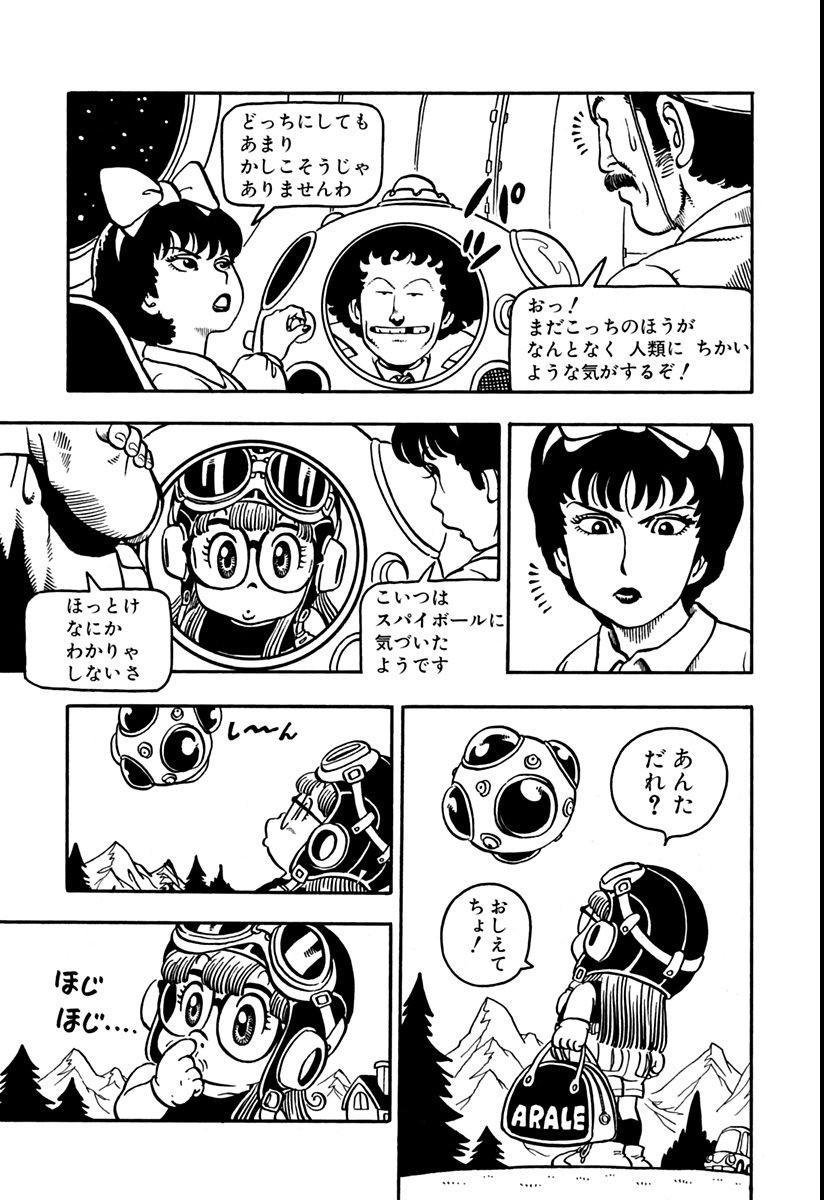 パッ
おっ!
まだこっちのほうが
なんとなく 人類に ちかい
ような気がするぞ!
どっちにしても
あまり
かしこそうじゃ
ありませんわ
こいつは
スパイボールに
気づいた
ようです
ほっとけ
なにか
わかりゃ
しないさ
あんた
だれ?
おしえて
ちょ!
ARALE
し〜〜ん
ほじ
ほじ....